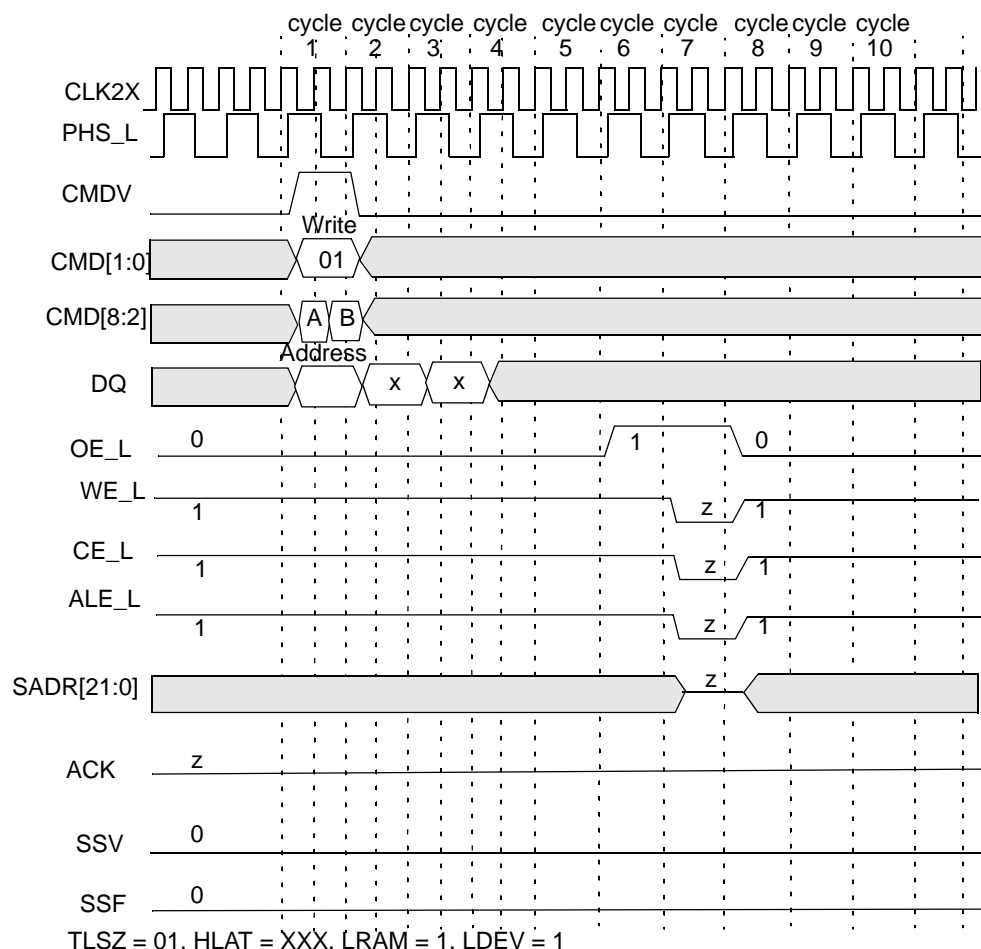 cycle cycle cycle cycle cycle cycle cycle cycle cycle cycle
1 2 3 4 5 6 7 8 9 10
CLK2X
PHS_L
CMDV
Write
CMD[1:0] 01
CMD[8:2] A B
Address
DQ x x
OE_L 0 1 0
WE_L 1 z 1
CE_L 1 z 1
ALE_L 1 z 1
SADR[21:0] z
ACK z
SSV 0
SSF 0
TLSZ = 01, HLAT = XXX, LRAM = 1, LDEV = 1